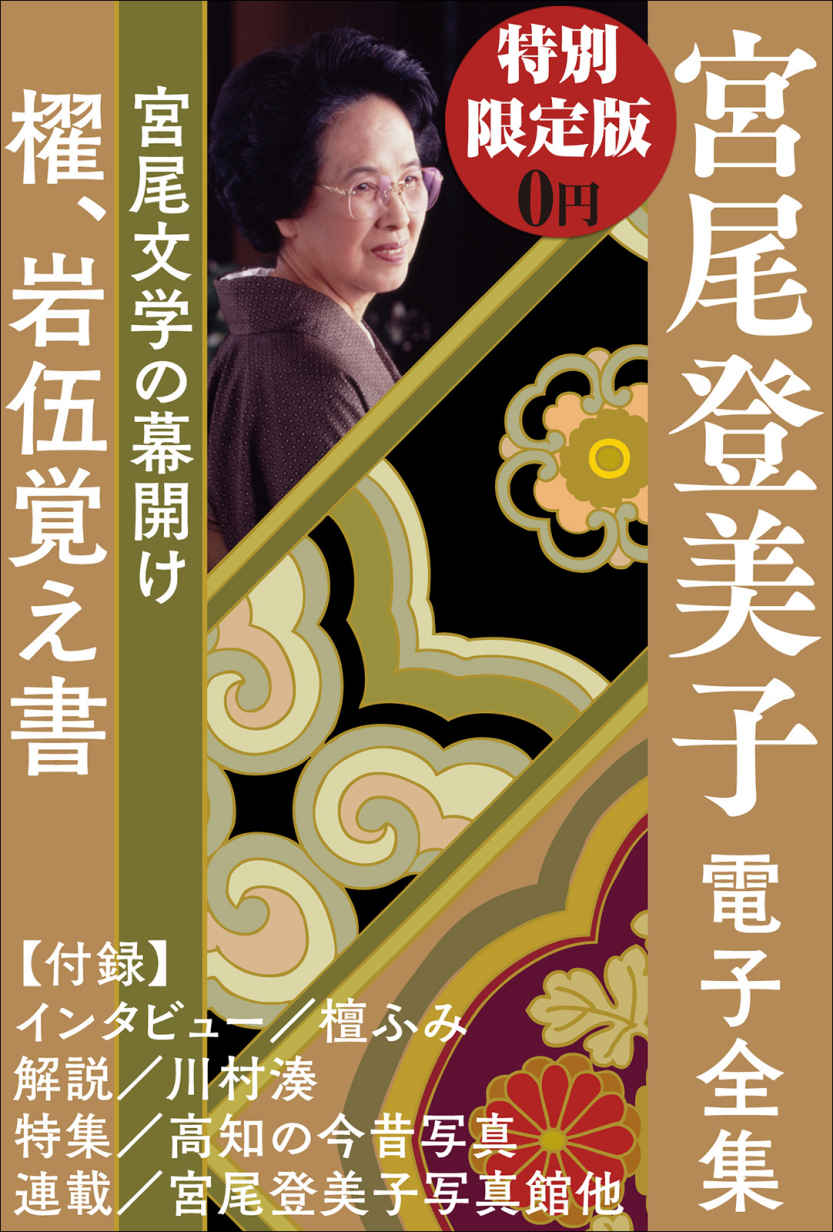 宮尾登美子 電子全集
特別
限定版
0円
宮尾文学の幕開け
櫂、岩伍覚え書
【付録】
インタビュー／檀ふみ
解説／川村湊
特集／高知の今昔写真
連載／宮尾登美子写真館他